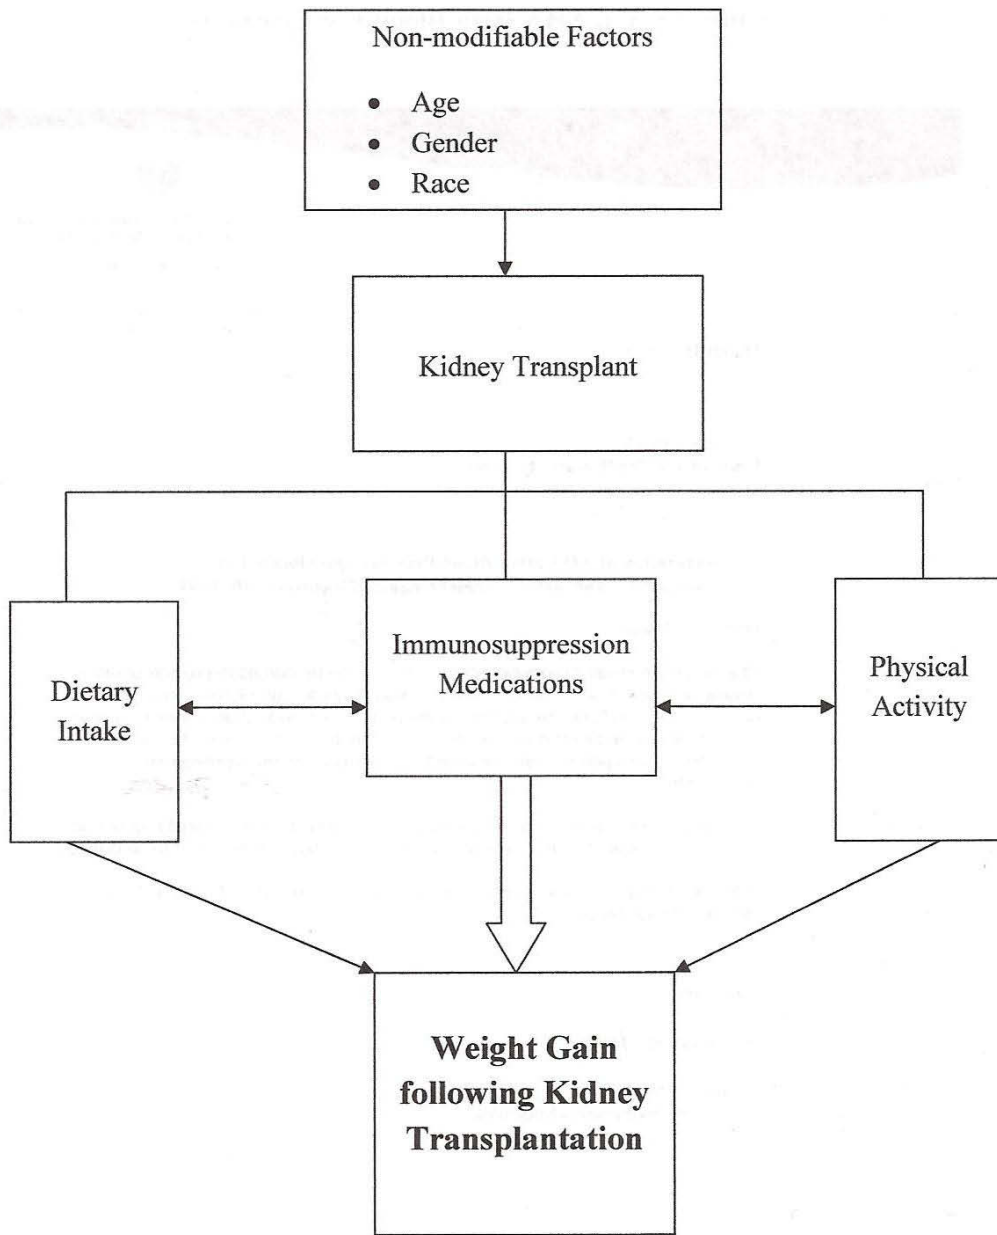 Non-modifiable Factors
• Age
• Gender
• Race
Kidney Transplant
Dietary
Intake
Immunosuppression
Medications
Physical
Activity
Weight Gain
following Kidney
Transplantation